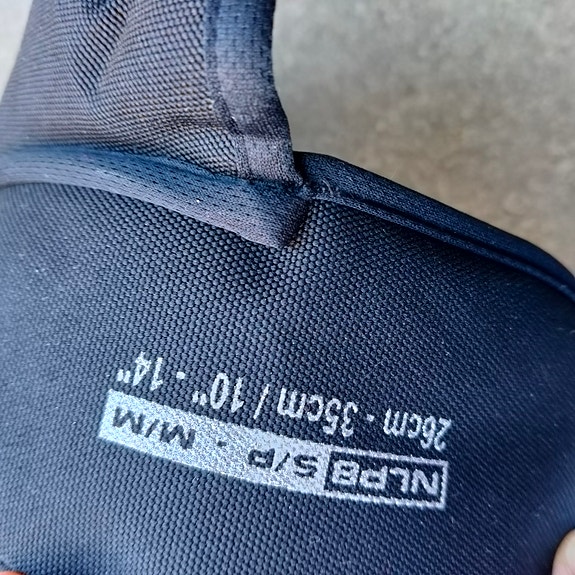 NLPB S/P · M/M
26cm - 35cm / 10" - 14"